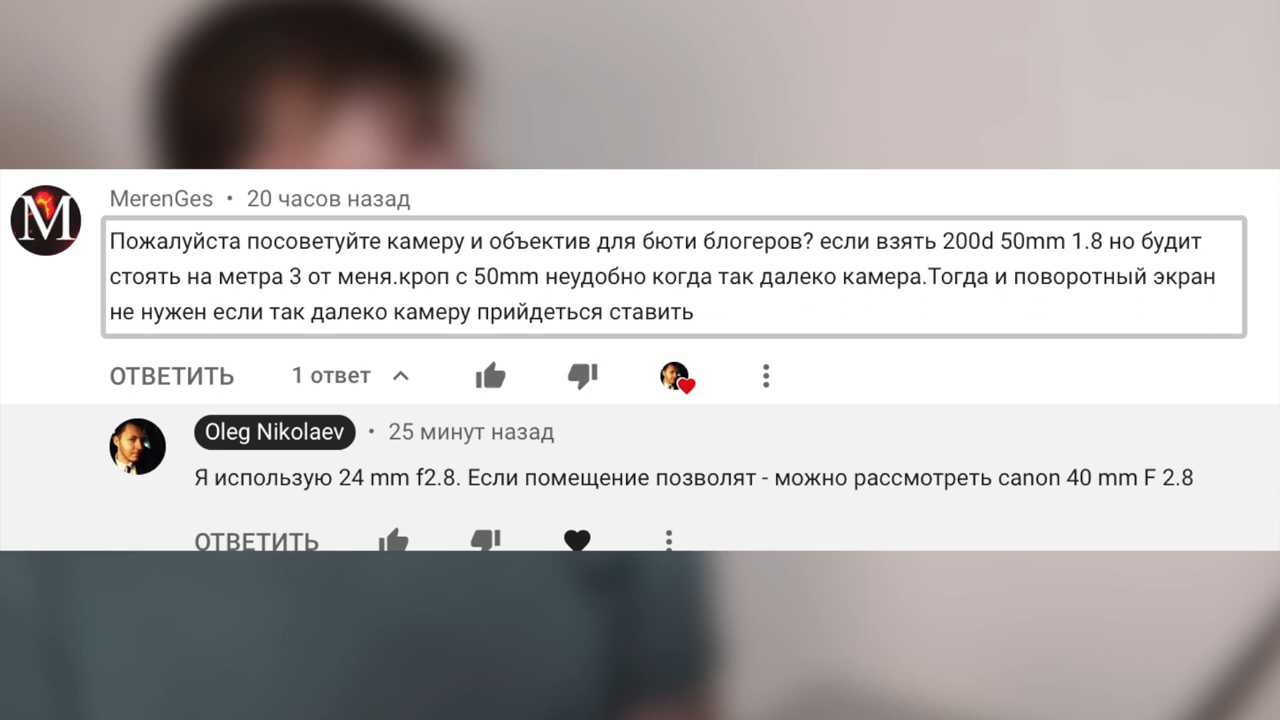 MerenGes • 20 часов назад
Пожалуйста посоветуйте камеру и объектив для бюти блогеров? если взять 200d 50mm 1.8 но будит
стоять на метра 3 от меня.кроп с 50mm неудобно когда так далеко камера.Тогда и поворотный экран
не нужен если так далеко камеру прийдеться ставить
ОТВЕТИТЬ 1 ответ
Oleg Nikolaev • 25 минут назад
Я использую 24 mm f2.8. Если помещение позволят - можно рассмотреть canon 40 mm F 2.8
ОТВЕТИТЬ
M